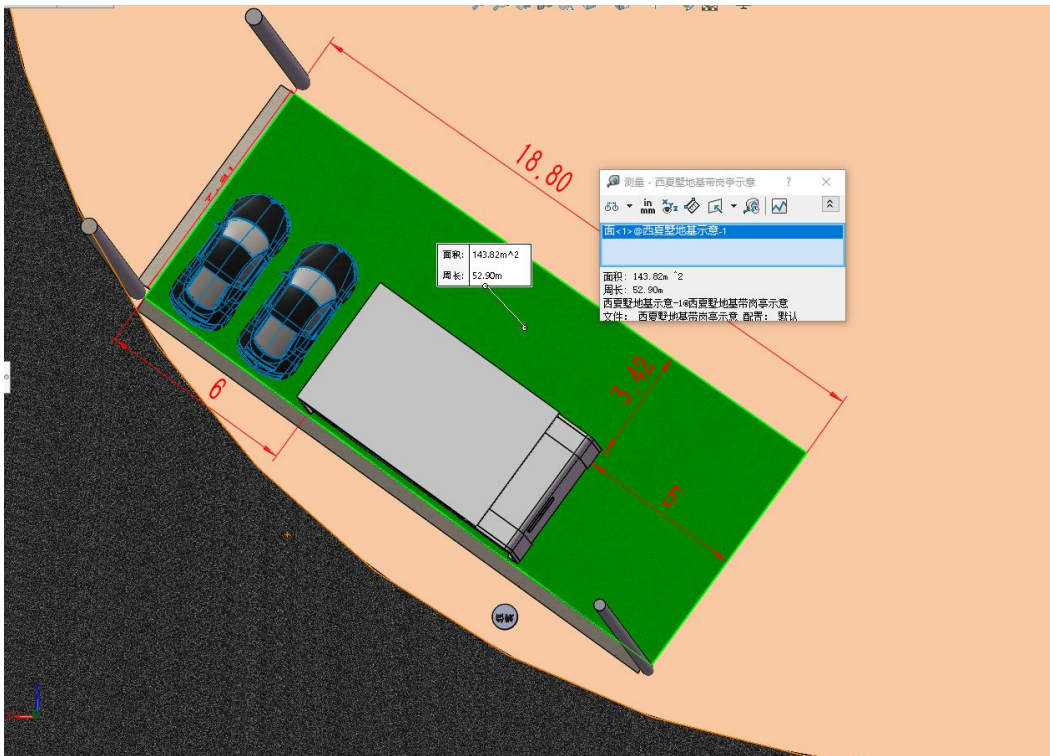 18.80
测量 - 西夏墅地基带岗亭示意
?
in
mm
面<1>@西夏墅地基示意-1
面积: 143.82m^2
周长: 52.90m
面积: 143.82m ^2
周长: 52.90m
西夏墅地基示意-1@西夏墅地基带岗亭示意
文件: 西夏墅地基带岗亭示意 配置: 默认
3.42
6
5